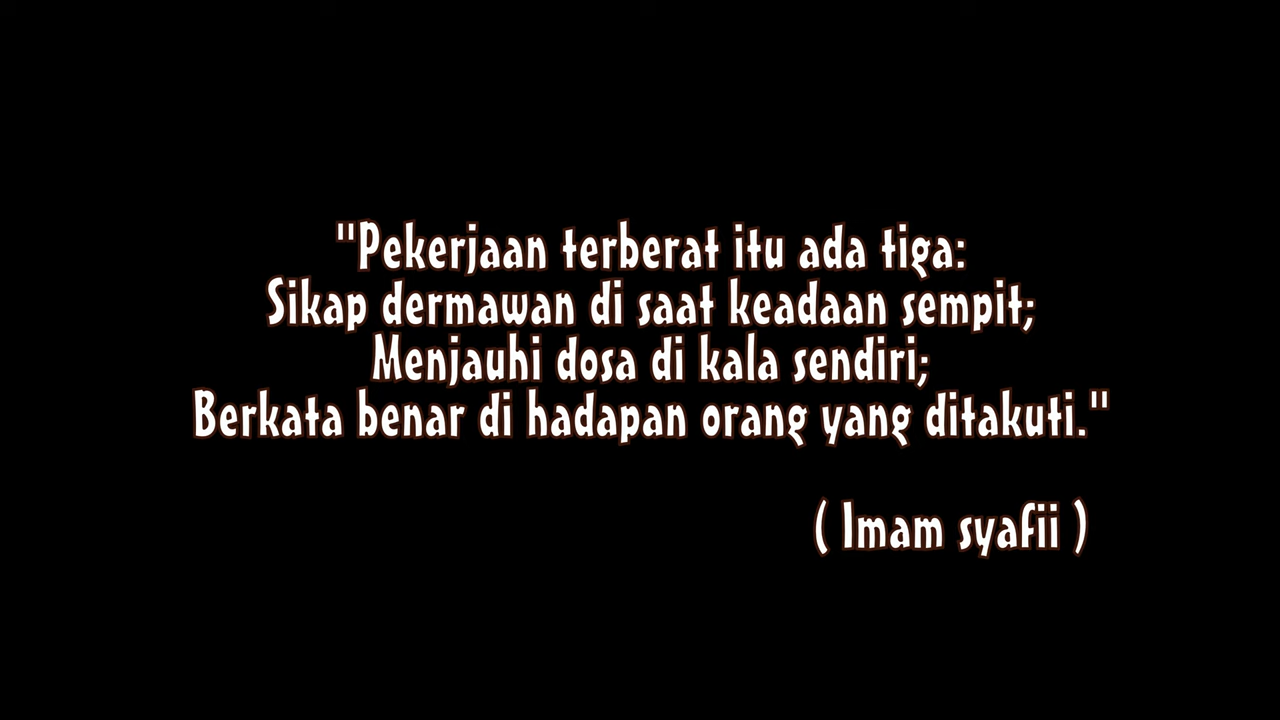 "Pekerjaan terberat itu ada tiga:
Sikap dermawan di saat keadaan sempit;
Menjauhi dosa di kala sendiri;
Berkata benar di hadapan orang yang ditakuti."
( Imam syafii )